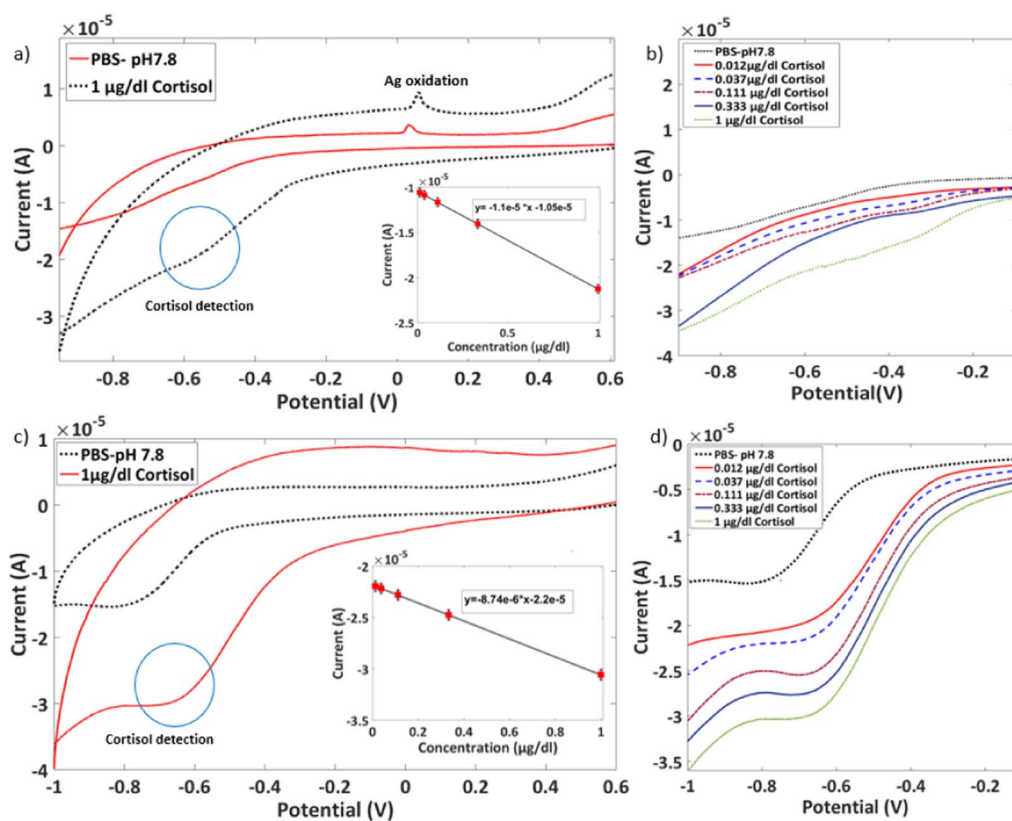 a)
×10⁻⁵
PBS- pH7.8
1 µg/dl Cortisol
Ag oxidation
Cortisol detection
Current (A)
1
0
-1
-2
-3
-0.8
-0.6
-0.4
-0.2
0
0.2
0.4
0.6
Potential (V)
×10⁻⁵
y= -1.1e-5 *x -1.05e-5
Current (A)
-1
-1.5
-2
-2.5
0
0.5
1
Concentration (µg/dl)
b)
×10⁻⁵
PBS-pH7.8
0.012µg/dl Cortisol
0.037µg/dl Cortisol
0.111 µg/dl Cortisol
0.333 µg/dl Cortisol
1 µg/dl Cortisol
Current (A)
2
1
0
-1
-2
-3
-4
-0.8
-0.6
-0.4
-0.2
Potential(V)
c)
×10⁻⁵
PBS-pH 7.8
1µg/dl Cortisol
Cortisol detection
Current (A)
1
0
-1
-2
-3
-4
-1
-0.8
-0.6
-0.4
-0.2
0
0.2
0.4
0.6
Potential (V)
×10⁻⁵
y=-8.74e-6*x-2.2e-5
Current (A)
-2
-2.5
-3
-3.5
0
0.2
0.4
0.6
0.8
1
Concentration (µg/dl)
d)
×10⁻⁵
PBS- pH 7.8
0.012 µg/dl Cortisol
0.037 µg/dl Cortisol
0.111 µg/dl Cortisol
0.333 µg/dl Cortisol
1 µg/dl Cortisol
Current (A)
0
-0.5
-1
-1.5
-2
-2.5
-3
-3.5
-1
-0.8
-0.6
-0.4
-0.2
Potential (V)